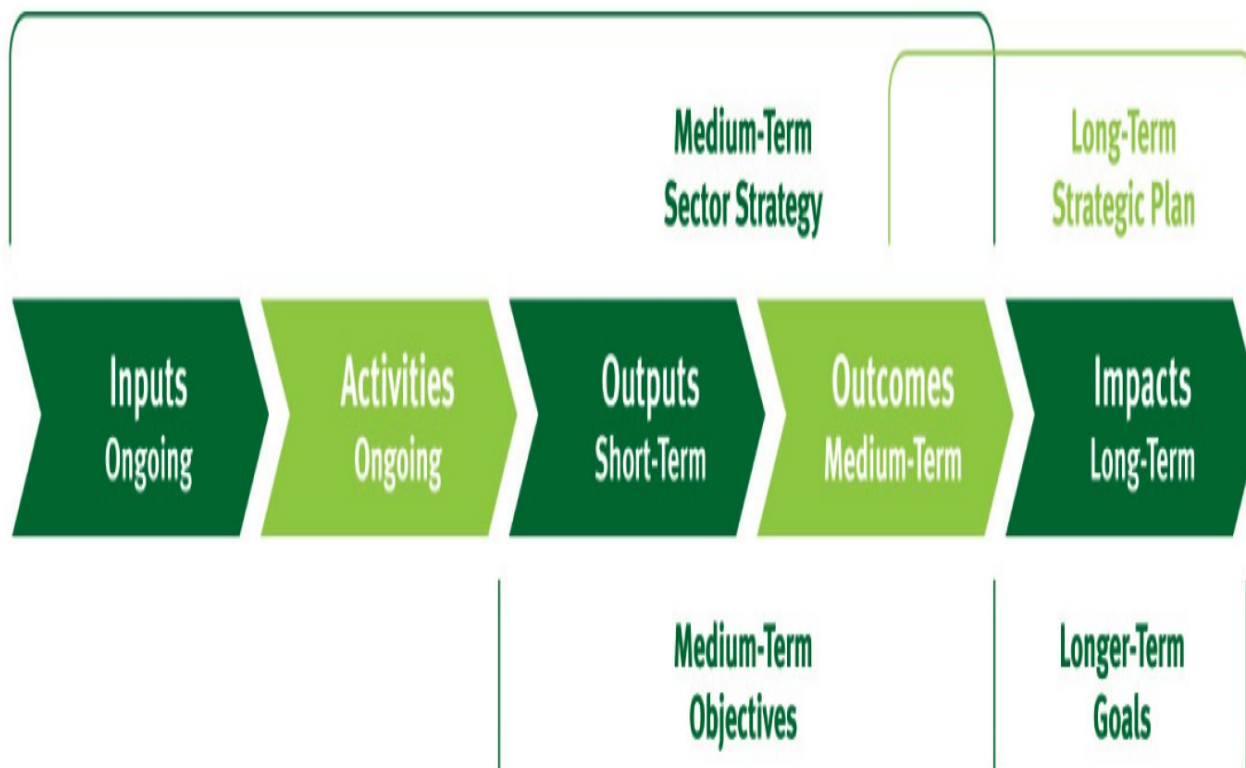 Medium-Term
Sector Strategy
Long-Term
Strategic Plan
Inputs
Ongoing
Activities
Ongoing
Outputs
Short-Term
Outcomes
Medium-Term
Impacts
Long-Term
Medium-Term
Objectives
Longer-Term
Goals